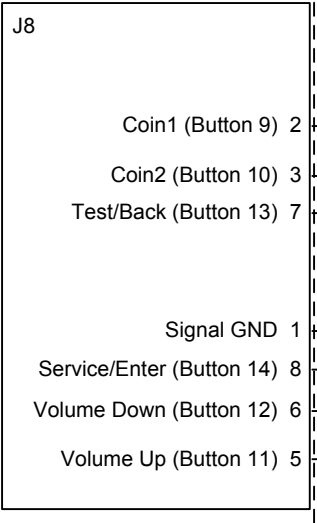 J8
Coin1 (Button 9) 2
Coin2 (Button 10) 3
Test/Back (Button 13) 7
Signal GND 1
Service/Enter (Button 14) 8
Volume Down (Button 12) 6
Volume Up (Button 11) 5